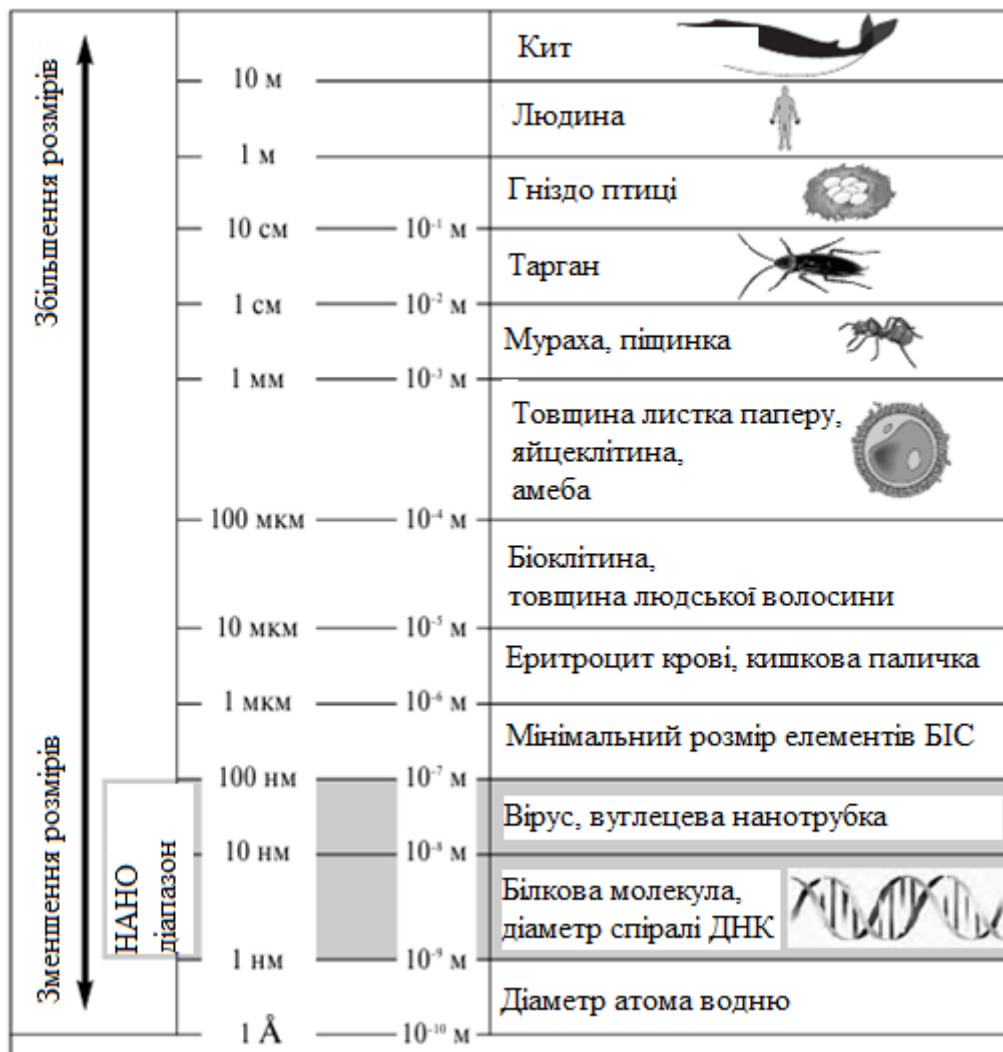 Збільшення розмірів
Зменшення розмірів
НАНО
діапазон
Кит
10 м
Людина
1 м
Гніздо птиці
10 см 10⁻¹ м
Тарган
1 см 10⁻² м
Мураха, піщинка
1 мм 10⁻³ м
Товщина листка паперу,
яйцеклітина,
амеба
100 мкм 10⁻⁴ м
Біоклітина,
товщина людської волосини
10 мкм 10⁻⁵ м
Еритроцит крові, кишкова паличка
1 мкм 10⁻⁶ м
Мінімальний розмір елементів БІС
100 нм 10⁻⁷ м
Вірус, вуглецева нанотрубка
10 нм 10⁻⁸ м
Білкова молекула,
діаметр спіралі ДНК
1 нм 10⁻⁹ м
Діаметр атома водню
1 Å 10⁻¹⁰ м